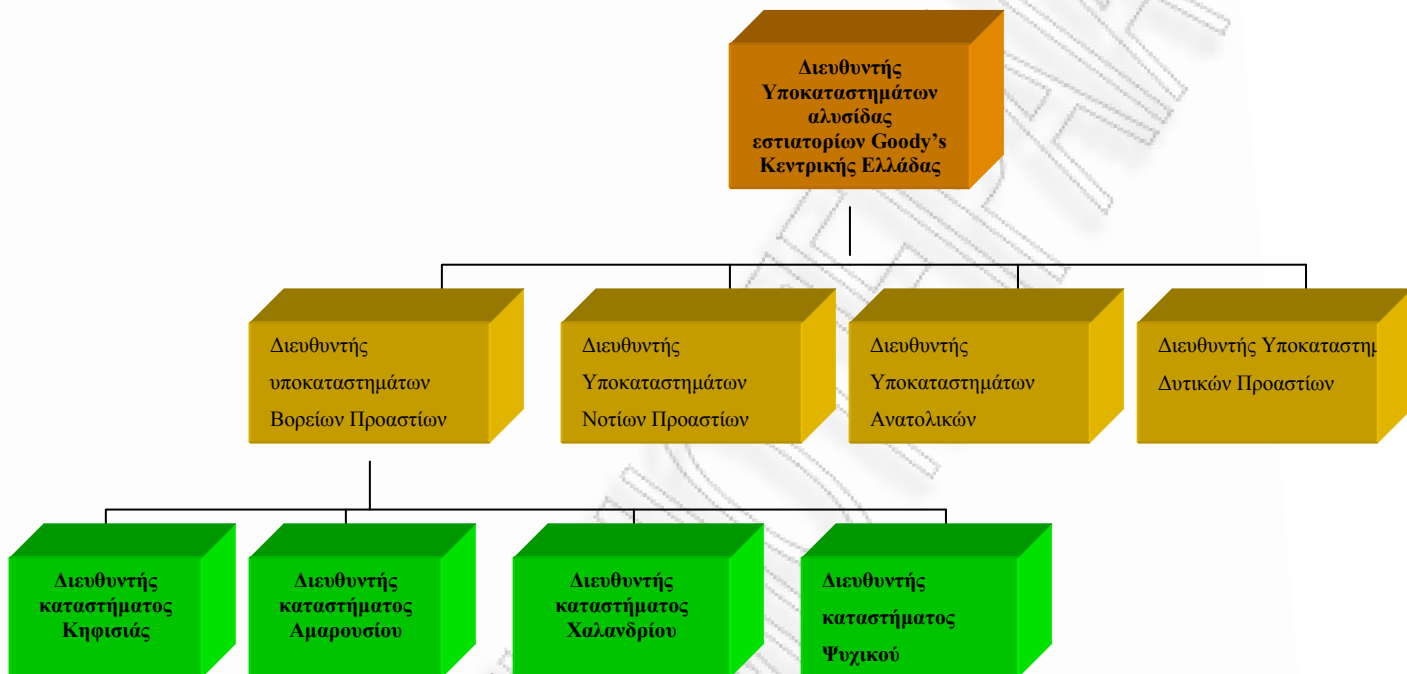 Διευθυντής
Υποκαταστημάτων
αλυσίδας
εστιατορίων Goody’s
Κεντρικής Ελλάδας
Διευθυντής
υποκαταστημάτων
Βορείων Προαστίων
Διευθυντής
Υποκαταστημάτων
Νοτίων Προαστίων
Διευθυντής
Υποκαταστημάτων
Ανατολικών
Διευθυντής Υποκαταστημ
Δυτικών Προαστίων
Διευθυντής
καταστήματος
Κηφισιάς
Διευθυντής
καταστήματος
Αμαρουσίου
Διευθυντής
καταστήματος
Χαλανδρίου
Διευθυντής
καταστήματος
Ψυχικού